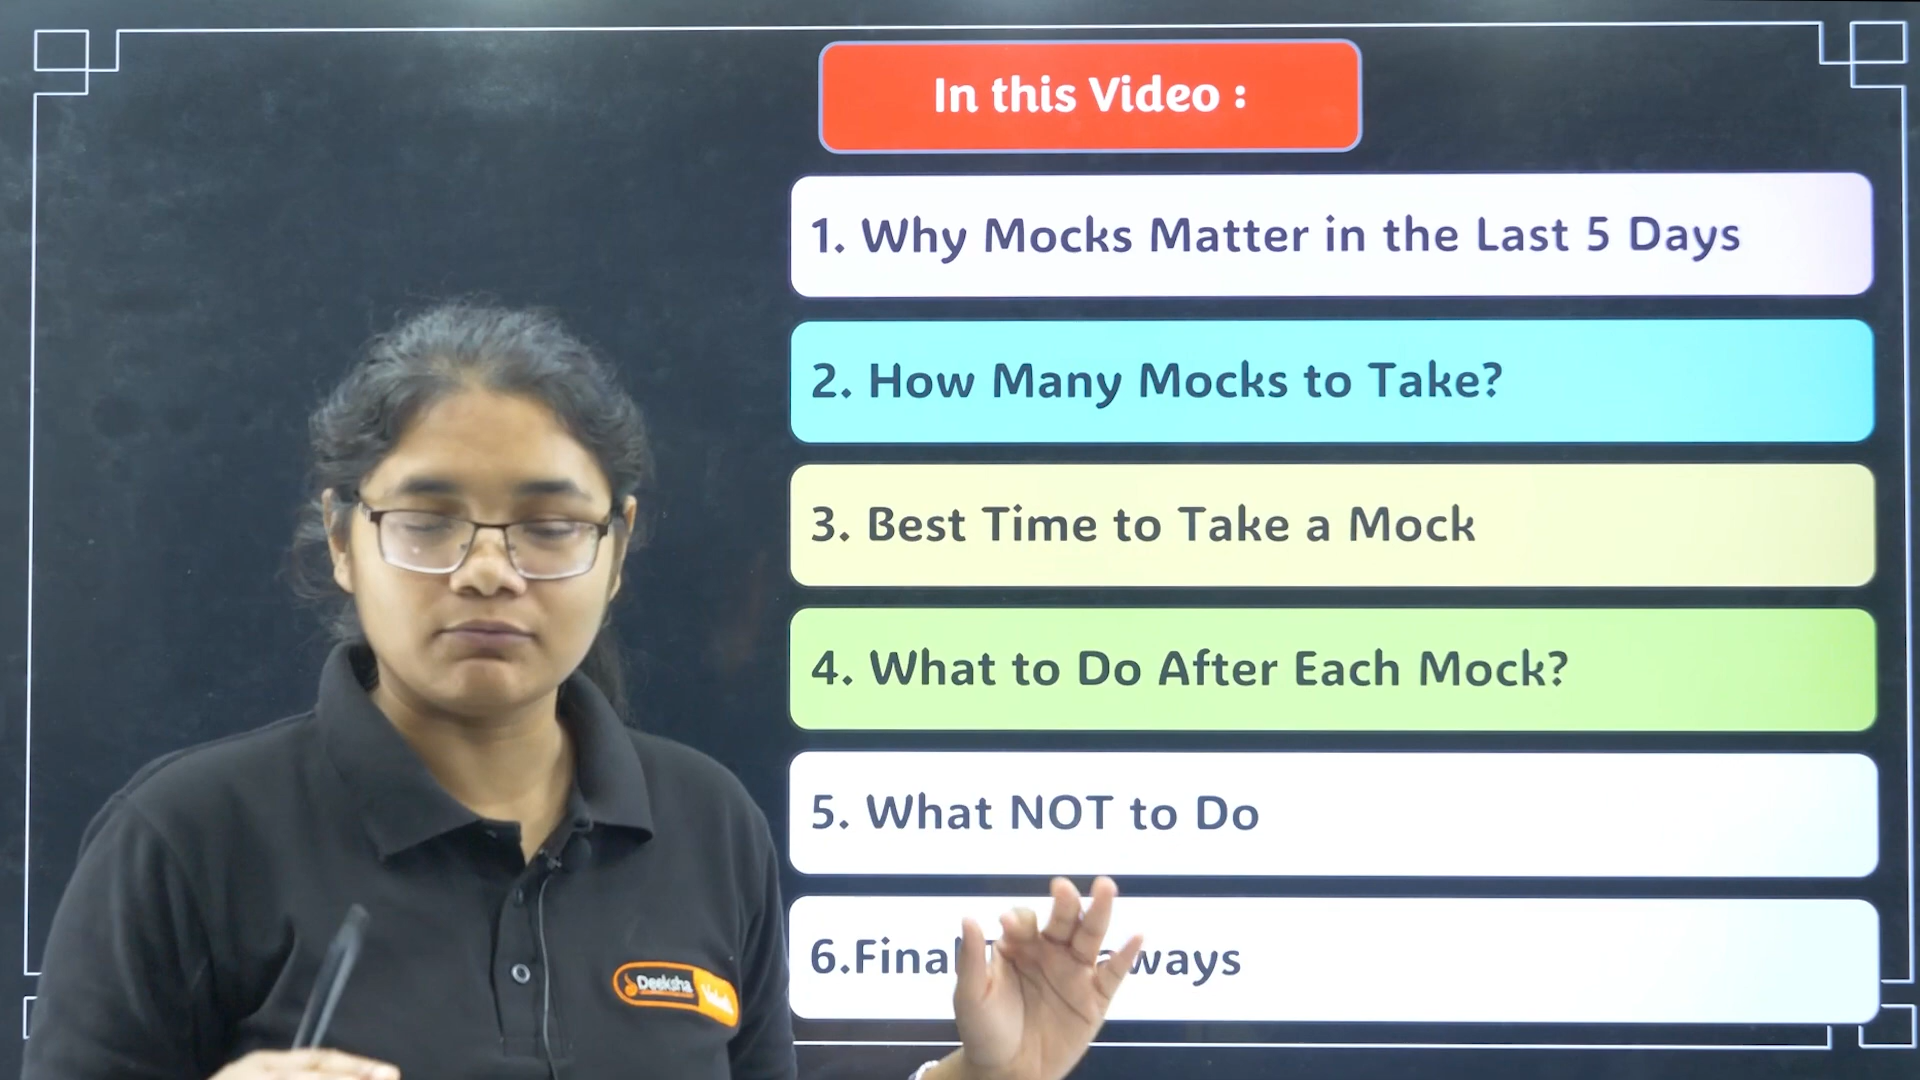 In this Video :
1. Why Mocks Matter in the Last 5 Days
2. How Many Mocks to Take?
3. Best Time to Take a Mock
4. What to Do After Each Mock?
5. What NOT to Do
6.Final
Deeksha